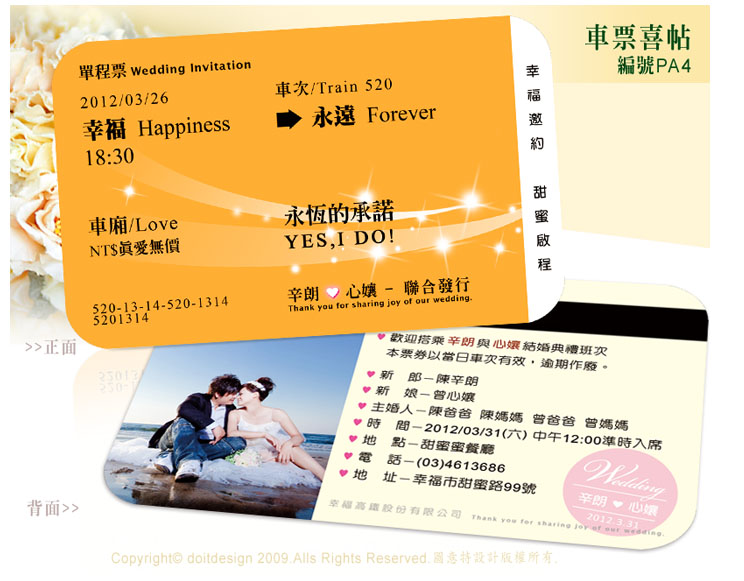 車票喜帖
編號PA4
單程票 Wedding Invitation
2012/03/26
車次/Train 520
幸福 Happiness
➡ 永遠 Forever
18:30
車廂/Love
NT$真愛無價
永恆的承諾
YES,I DO!
520-13-14-520-1314
5201314
辛朗 ♥ 心孃 - 聯合發行
Thank you for sharing joy of our wedding.
幸福邀約 甜蜜啟程
>>正面
♥ 歡迎搭乘 辛朗 與 心孃 結婚典禮班次
本票券以當日車次有效，逾期作廢。
♥ 新 郎－陳辛朗
♥ 新 娘－曾心孃
♥ 主婚人－陳爸爸 陳媽媽 曾爸爸 曾媽媽
♥ 時 間－2012/03/31(六) 中午12:00準時入席
♥ 地 點－甜蜜蜜餐廳
♥ 電 話－(03)4613686
♥ 地 址－幸福市甜蜜路99號
Wedding
辛朗 ♥ 心孃
2012.3.31
幸福高鐵股份有限公司 Thank you for sharing joy of our wedding.
背面>>
Copyright© doitdesign 2009.Alls Rights Reserved.圖意特設計版權所有.